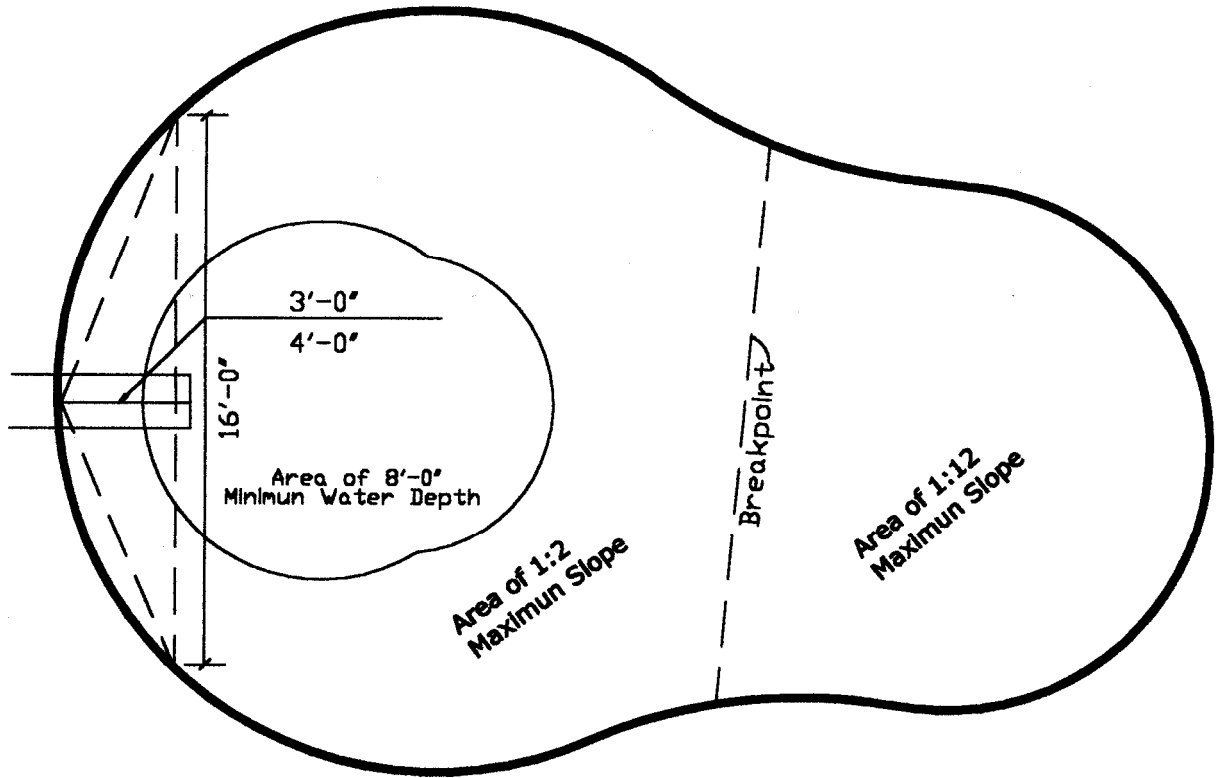 3'-0"
4'-0"
16'-0"
Area of 8'-0"
Minimun Water Depth
Area of 1:2
Maximun Slope
Breakpoint
Area of 1:12
Maximun Slope